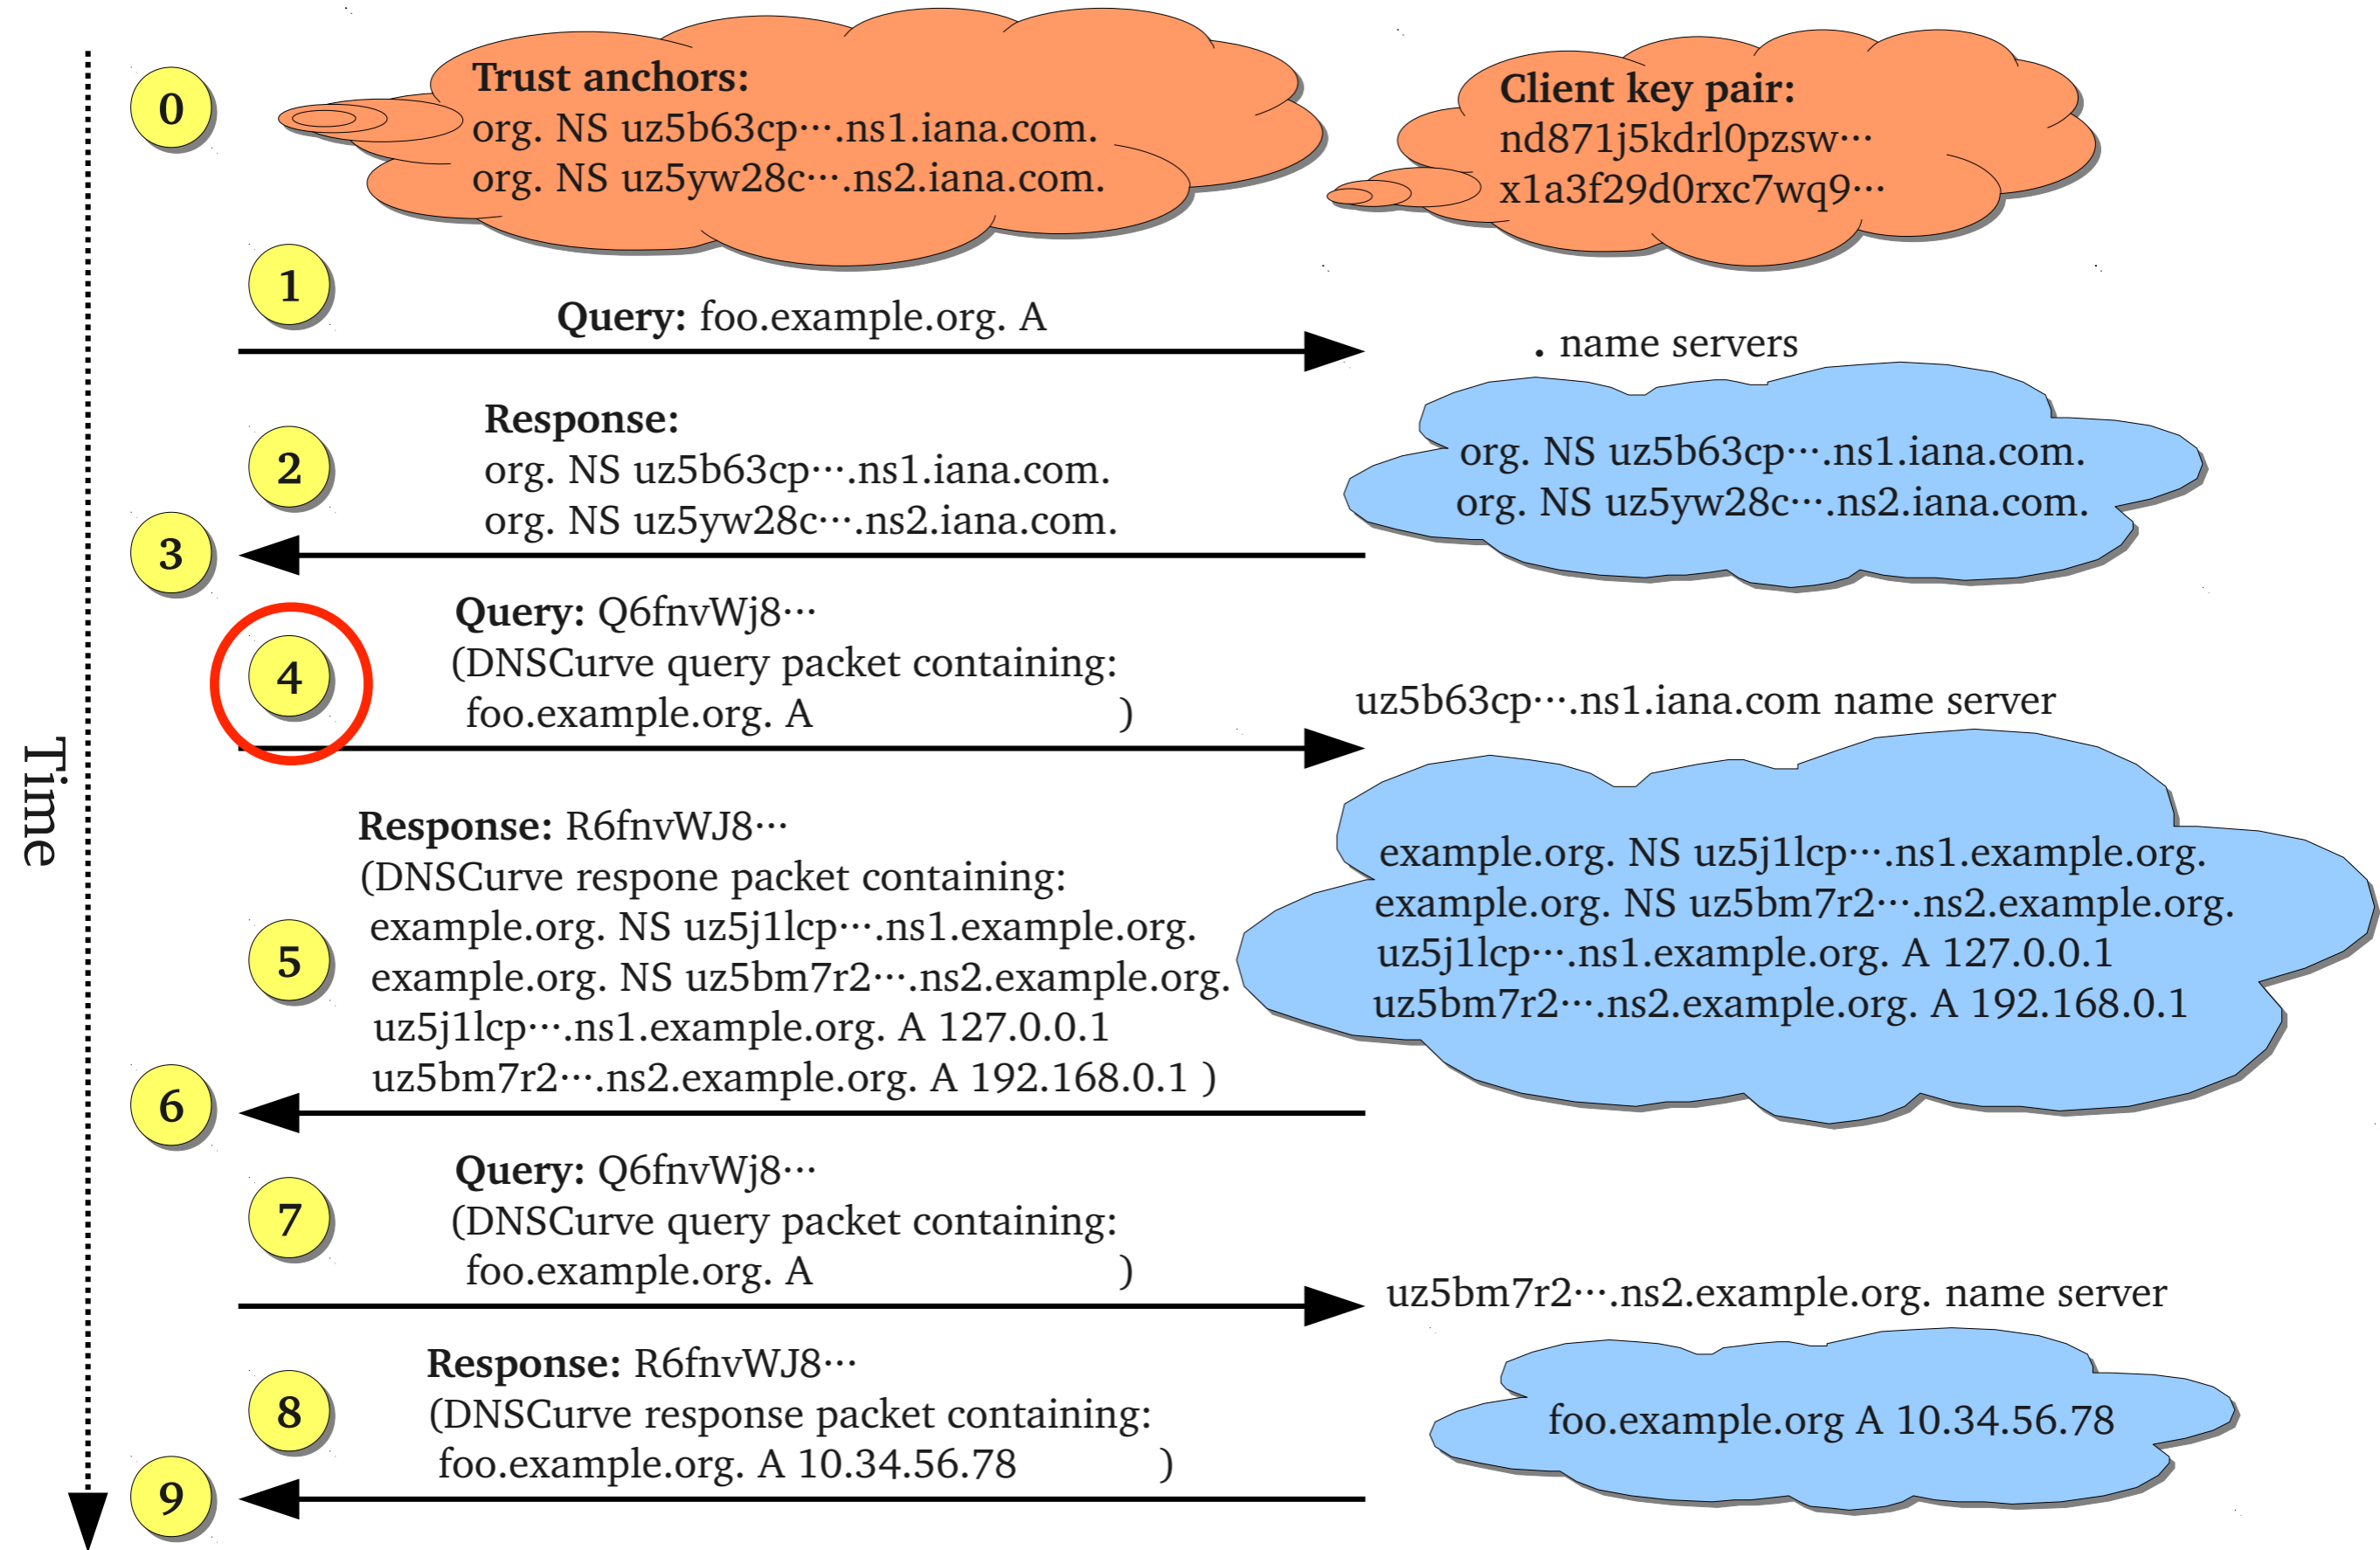 0
Trust anchors:
org. NS uz5b63cp···.ns1.iana.com.
org. NS uz5yw28c···.ns2.iana.com.
Client key pair:
nd871j5kdrl0pzsw···
x1a3f29d0rxc7wq9···
1
Query: foo.example.org. A
. name servers
2
Response:
org. NS uz5b63cp···.ns1.iana.com.
org. NS uz5yw28c···.ns2.iana.com.
org. NS uz5b63cp···.ns1.iana.com.
org. NS uz5yw28c···.ns2.iana.com.
3
4
Query: Q6fnvWj8···
(DNSCurve query packet containing:
foo.example.org. A )
uz5b63cp···.ns1.iana.com name server
Time
5
Response: R6fnvWJ8···
(DNSCurve respone packet containing:
example.org. NS uz5j1lcp···.ns1.example.org.
example.org. NS uz5bm7r2···.ns2.example.org.
uz5j1lcp···.ns1.example.org. A 127.0.0.1
uz5bm7r2···.ns2.example.org. A 192.168.0.1 )
example.org. NS uz5j1lcp···.ns1.example.org.
example.org. NS uz5bm7r2···.ns2.example.org.
uz5j1lcp···.ns1.example.org. A 127.0.0.1
uz5bm7r2···.ns2.example.org. A 192.168.0.1
6
7
Query: Q6fnvWj8···
(DNSCurve query packet containing:
foo.example.org. A )
uz5bm7r2···.ns2.example.org. name server
8
Response: R6fnvWJ8···
(DNSCurve response packet containing:
foo.example.org. A 10.34.56.78 )
foo.example.org A 10.34.56.78
9